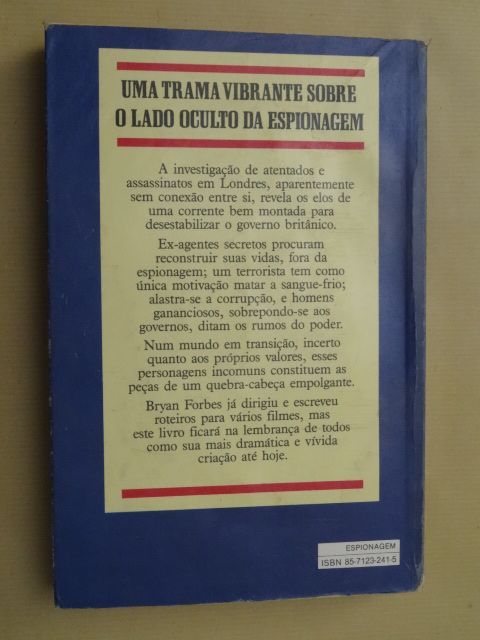 UMA TRAMA VIBRANTE SOBRE
O LADO OCULTO DA ESPIONAGEM
A investigação de atentados e
assassinatos em Londres, aparentemente
sem conexão entre si, revela os elos de
uma corrente bem montada para
desestabilizar o governo britânico.
Ex-agentes secretos procuram
reconstruir suas vidas, fora da
espionagem; um terrorista tem como
única motivação matar a sangue-frio;
alastra-se a corrupção, e homens
gananciosos, sobrepondo-se aos
governos, ditam os rumos do poder.
Num mundo em transição, incerto
quanto aos próprios valores, esses
personagens incomuns constituem as
peças de um quebra-cabeça empolgante.
Bryan Forbes já dirigiu e escreveu
roteiros para vários filmes, mas
este livro ficará na lembrança de todos
como sua mais dramática e vívida
criação até hoje.
ESPIONAGEM
ISBN 85-7123-241-5